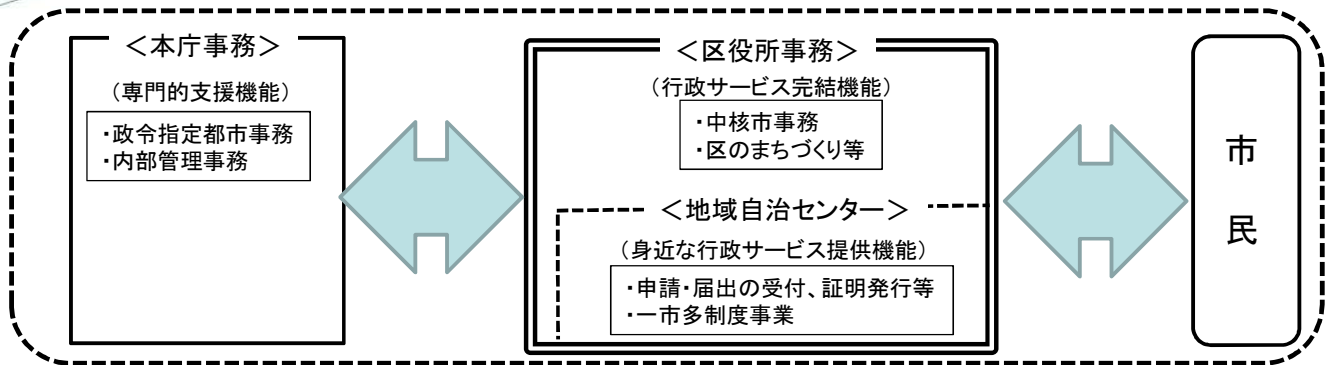 ＜本庁事務＞
（専門的支援機能）
・政令指定都市事務
・内部管理事務
＜区役所事務＞
（行政サービス完結機能）
・中核市事務
・区のまちづくり等
＜地域自治センター＞
（身近な行政サービス提供機能）
・申請・届出の受付、証明発行等
・一市多制度事業
市
民